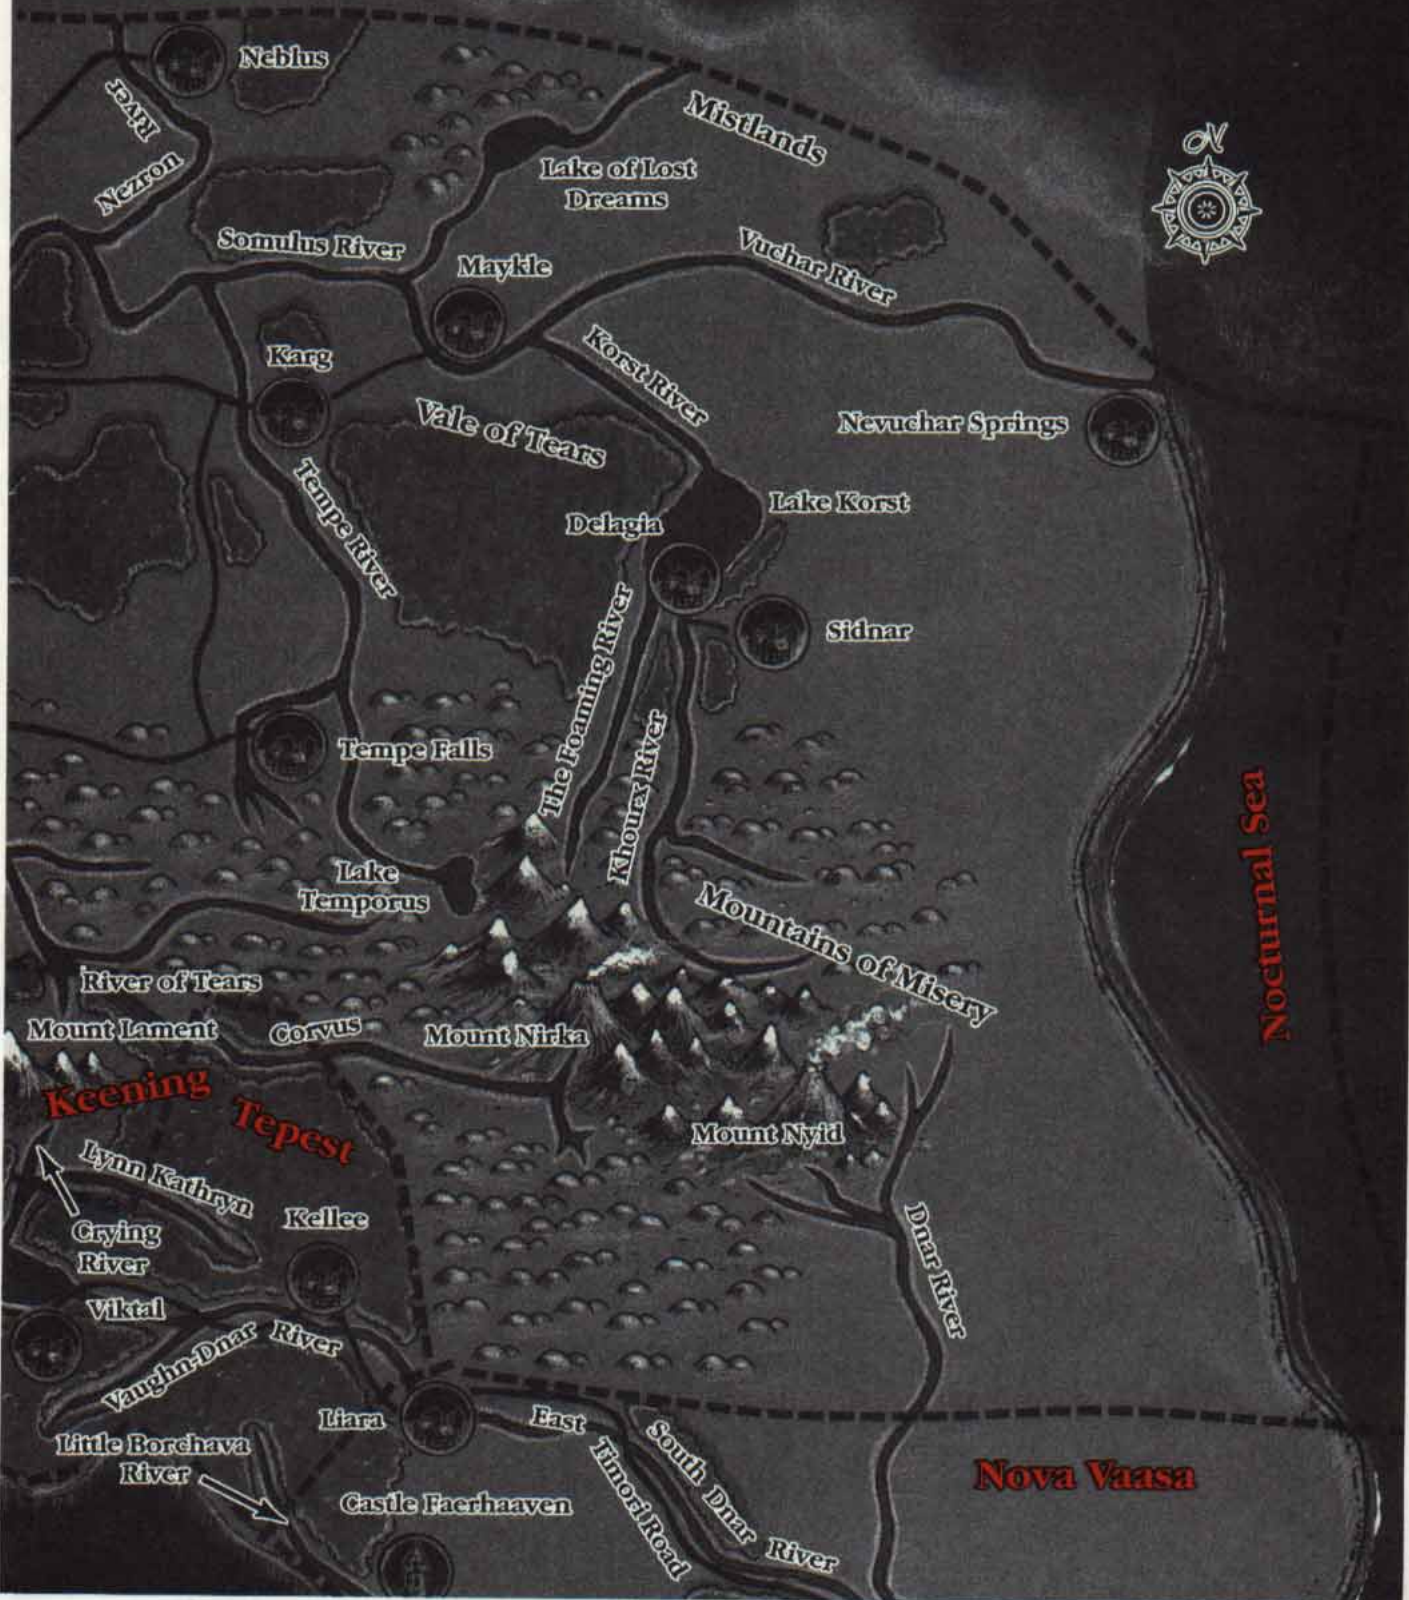 Neblus
Mistlands
River
Nezron
Lake of Lost
Dreams
N
Somulus River
Maykle
Vuchar River
Karg
Korst River
Vale of Tears
Nevuchar Springs
Tempe River
Lake Korst
Delagia
Sidnar
The Foaming River
Tempe Falls
Khourx River
Nocturnal Sea
Lake
Temporus
Mountains of Misery
River of Tears
Mount Lament
Corvus
Mount Nirka
Keening
Tepest
Mount Nyid
Lynn Kathryn
Kellee
Crying
River
Dnar River
Viktal
Vaughn-Dnar River
Liara
East
Timori Road
South Dnar River
Little Borchava
River
Nova Vaasa
Castle Faerhaaven